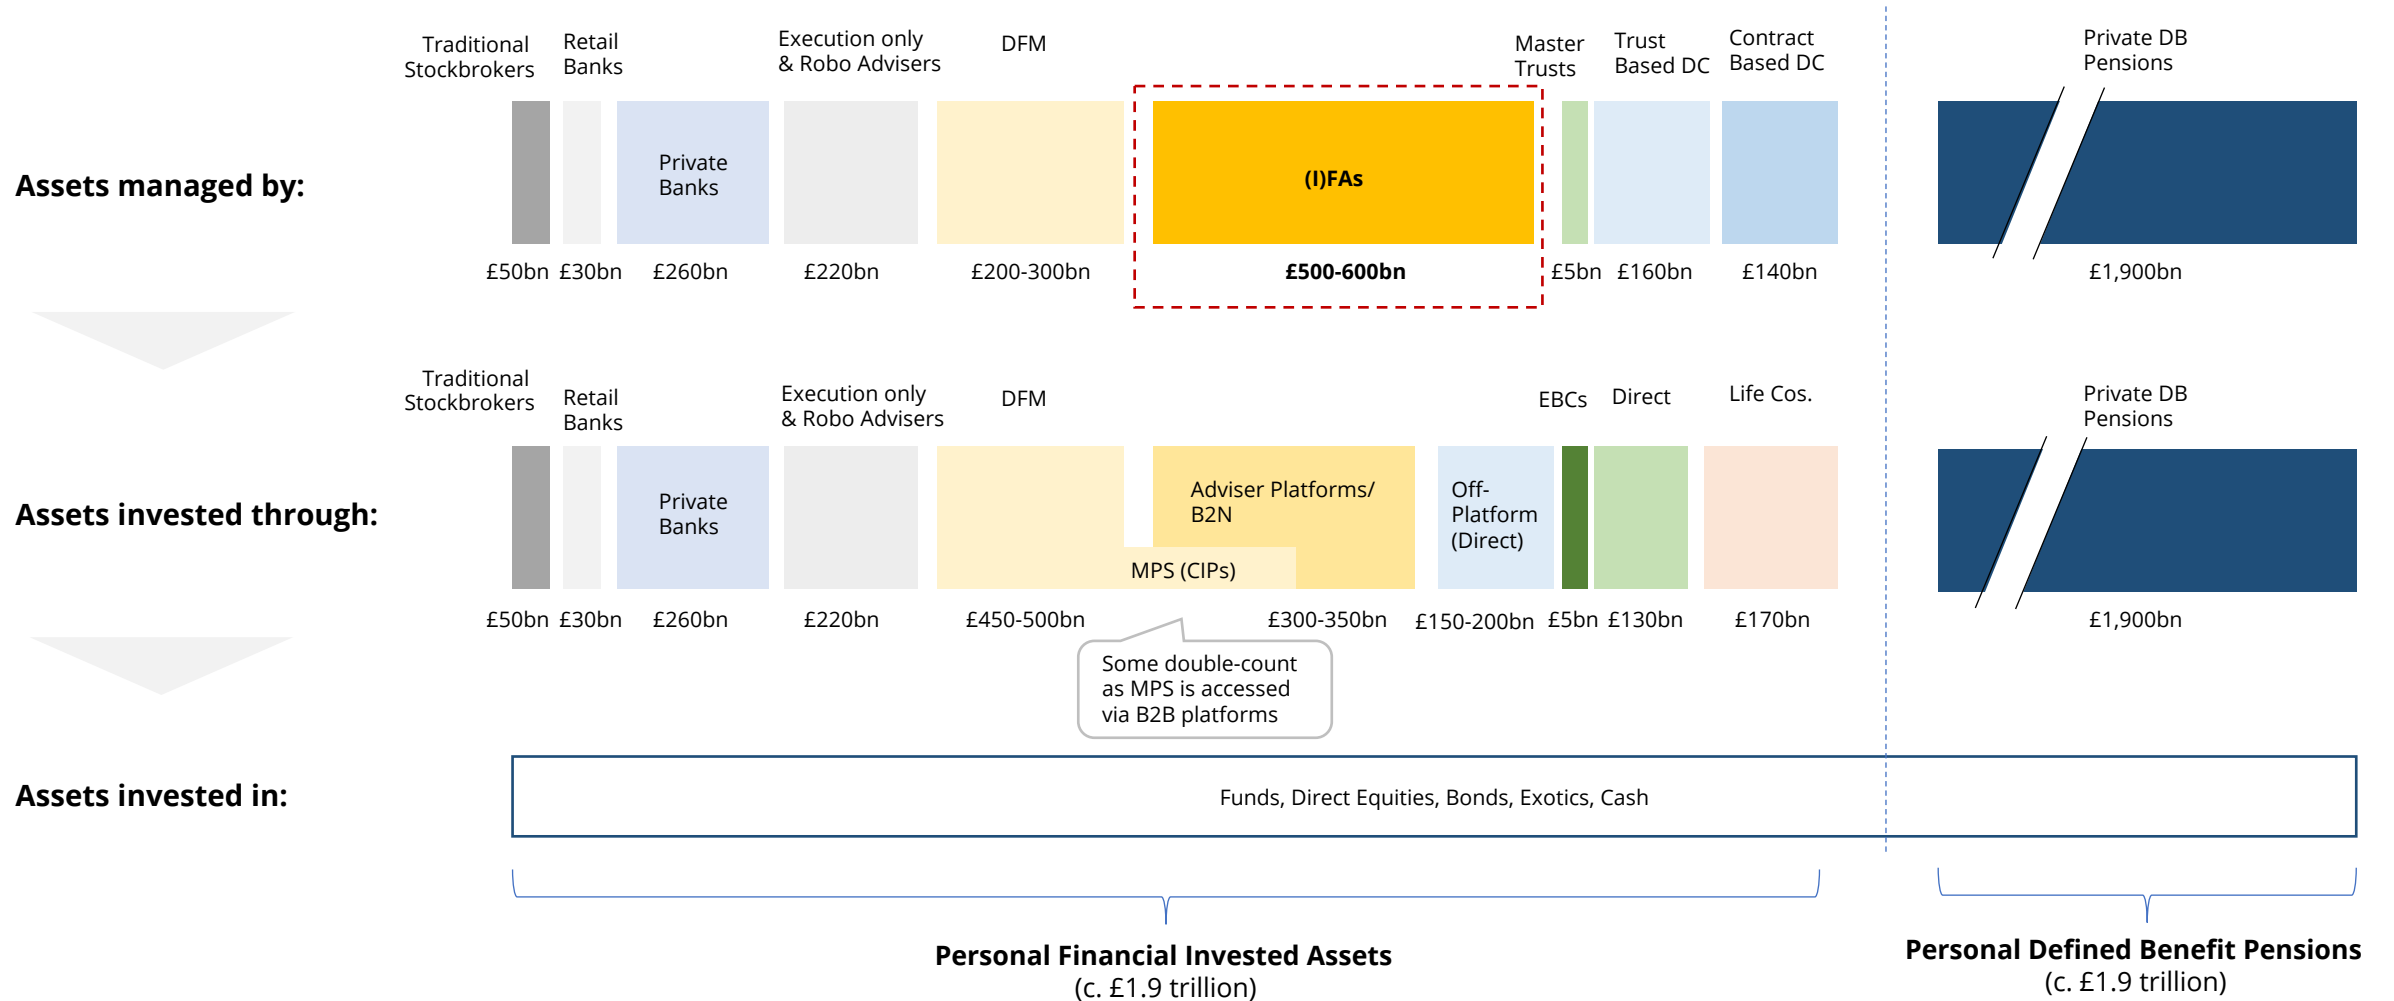 Traditional
Stockbrokers
Retail
Banks
Execution only
& Robo Advisers
DFM
Master
Trusts
Trust
Based DC
Contract
Based DC
Private DB
Pensions
Assets managed by:
Private
Banks
(I)FAs
£50bn £30bn £260bn £220bn £200-300bn £500-600bn £5bn £160bn £140bn £1,900bn
Traditional
Stockbrokers
Retail
Banks
Execution only
& Robo Advisers
DFM
EBCs
Direct
Life Cos.
Private DB
Pensions
Assets invested through:
Private
Banks
Adviser Platforms/
B2N
MPS (CIPs)
Off-
Platform
(Direct)
£50bn £30bn £260bn £220bn £450-500bn £300-350bn £150-200bn £5bn £130bn £170bn £1,900bn
Some double-count
as MPS is accessed
via B2B platforms
Assets invested in:
Funds, Direct Equities, Bonds, Exotics, Cash
Personal Financial Invested Assets
(c. £1.9 trillion)
Personal Defined Benefit Pensions
(c. £1.9 trillion)